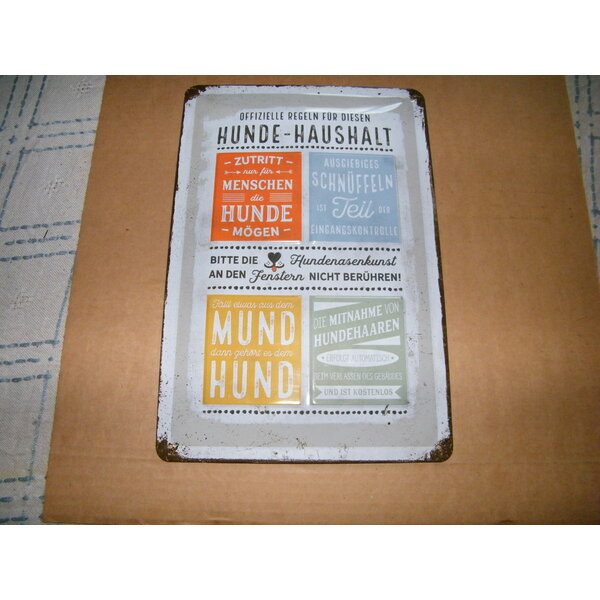 OFFIZIELLE REGELN FÜR DIESEN
HUNDE-HAUSHALT
ZUTRITT
nur für
MENSCHEN
die
HUNDE
MÖGEN
AUSGIEBIGES
SCHNÜFFELN
IST Teil DER
EINGANGSKONTROLLE
BITTE DIE Hundenasenkunst
AN DEN Fenstern NICHT BERÜHREN!
Fällt etwas aus dem
MUND
dann gehört es dem
HUND
DIE MITNAHME VON
HUNDEHAAREN
ERFOLGT AUTOMATISCH
BEIM VERLASSEN DES GEBÄUDES
UND IST KOSTENLOS